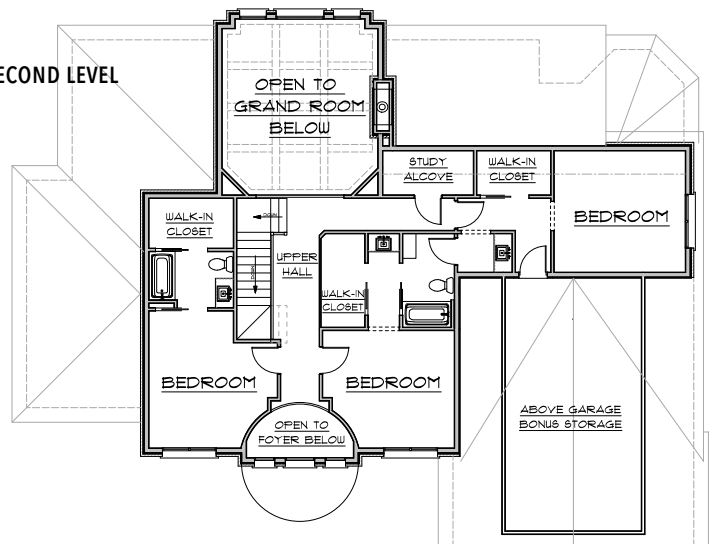 ECOND LEVEL
OPEN TO
GRAND ROOM
BELOW
STUDY
ALCOVE
WALK-IN
CLOSET
BEDROOM
WALK-IN
CLOSET
DOWN
DOWN
UPPER
HALL
WALK-IN
CLOSET
BEDROOM
BEDROOM
OPEN TO
FOYER BELOW
ABOVE GARAGE
BONUS STORAGE